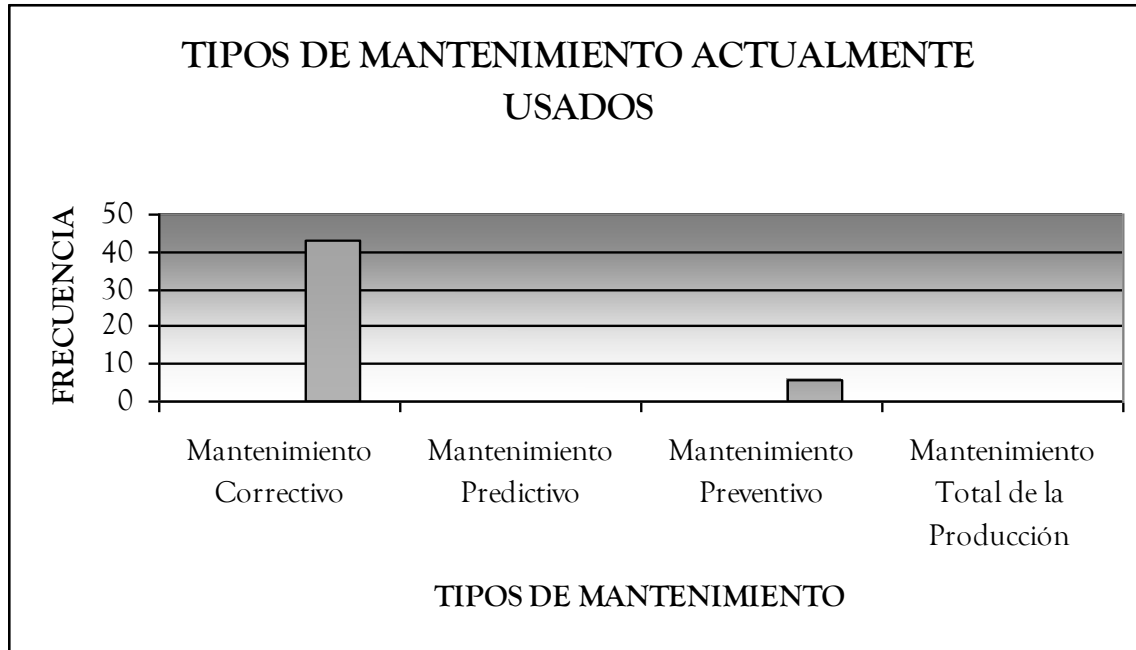 TIPOS DE MANTENIMIENTO ACTUALMENTE
USADOS
FRECUENCIA
50
40
30
20
10
0
Mantenimiento
Correctivo
Mantenimiento
Predictivo
Mantenimiento
Preventivo
Mantenimiento
Total de la
Producción
TIPOS DE MANTENIMIENTO